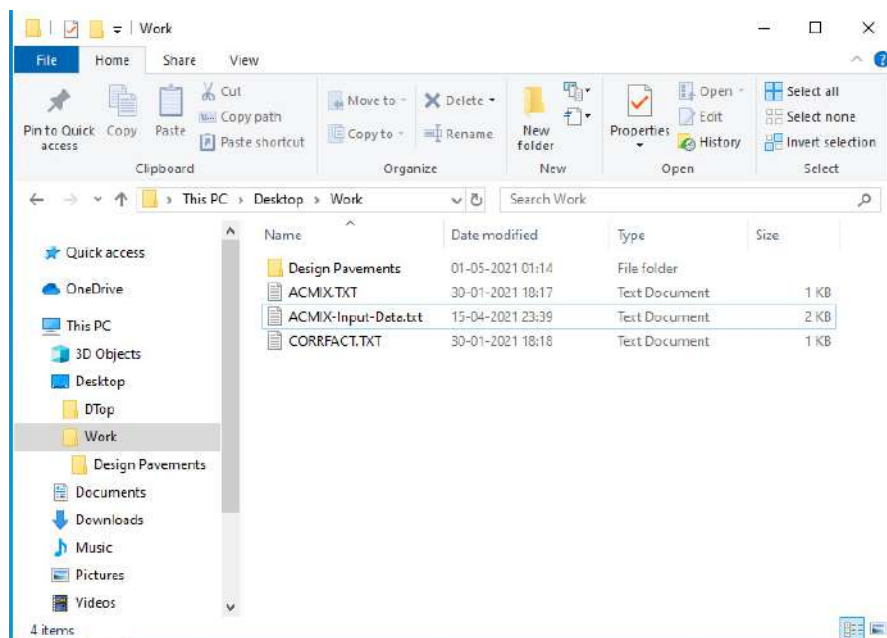 Work
File Home Share View
Pin to Quick access
Copy
Paste
Cut
Copy path
Paste shortcut
Clipboard
Move to
Copy to
Delete
Rename
Organize
New folder
New
Properties
Open
Edit
History
Open
Select all
Select none
Invert selection
Select
This PC > Desktop > Work
Search Work
Name Date modified Type Size
Design Pavements 01-05-2021 01:14 File folder
ACMIX.TXT 30-01-2021 18:17 Text Document 1 KB
ACMIX-Input-Data.txt 15-04-2021 23:39 Text Document 2 KB
CORRFACT.TXT 30-01-2021 18:18 Text Document 1 KB
Quick access
OneDrive
This PC
3D Objects
Desktop
DTop
Work
Design Pavements
Documents
Downloads
Music
Pictures
Videos
4 items